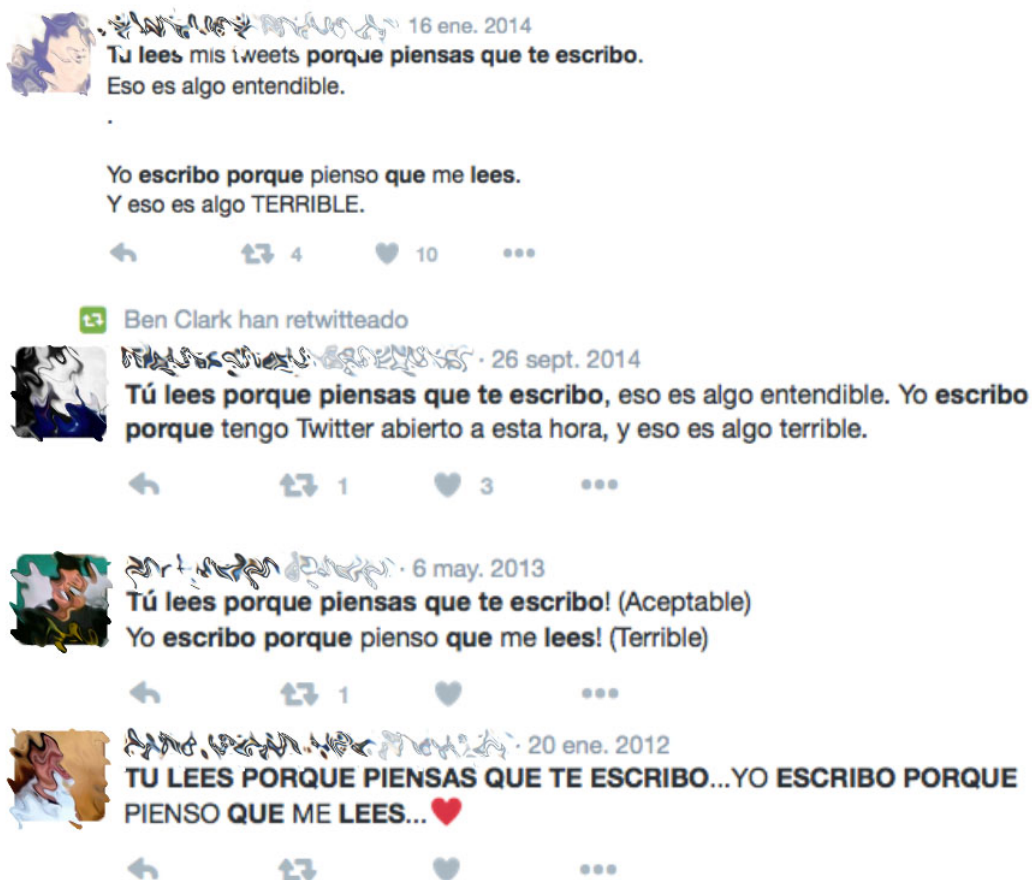 16 ene. 2014
Tu lees mis tweets porque piensas que te escribo.
Eso es algo entendible.
.
Yo escribo porque pienso que me lees.
Y eso es algo TERRIBLE.
4 10
Ben Clark han retwitteado
· 26 sept. 2014
Tú lees porque piensas que te escribo, eso es algo entendible. Yo escribo
porque tengo Twitter abierto a esta hora, y eso es algo terrible.
1 3
· 6 may. 2013
Tú lees porque piensas que te escribo! (Aceptable)
Yo escribo porque pienso que me lees! (Terrible)
1
· 20 ene. 2012
TU LEES PORQUE PIENSAS QUE TE ESCRIBO...YO ESCRIBO PORQUE
PIENSO QUE ME LEES...❤